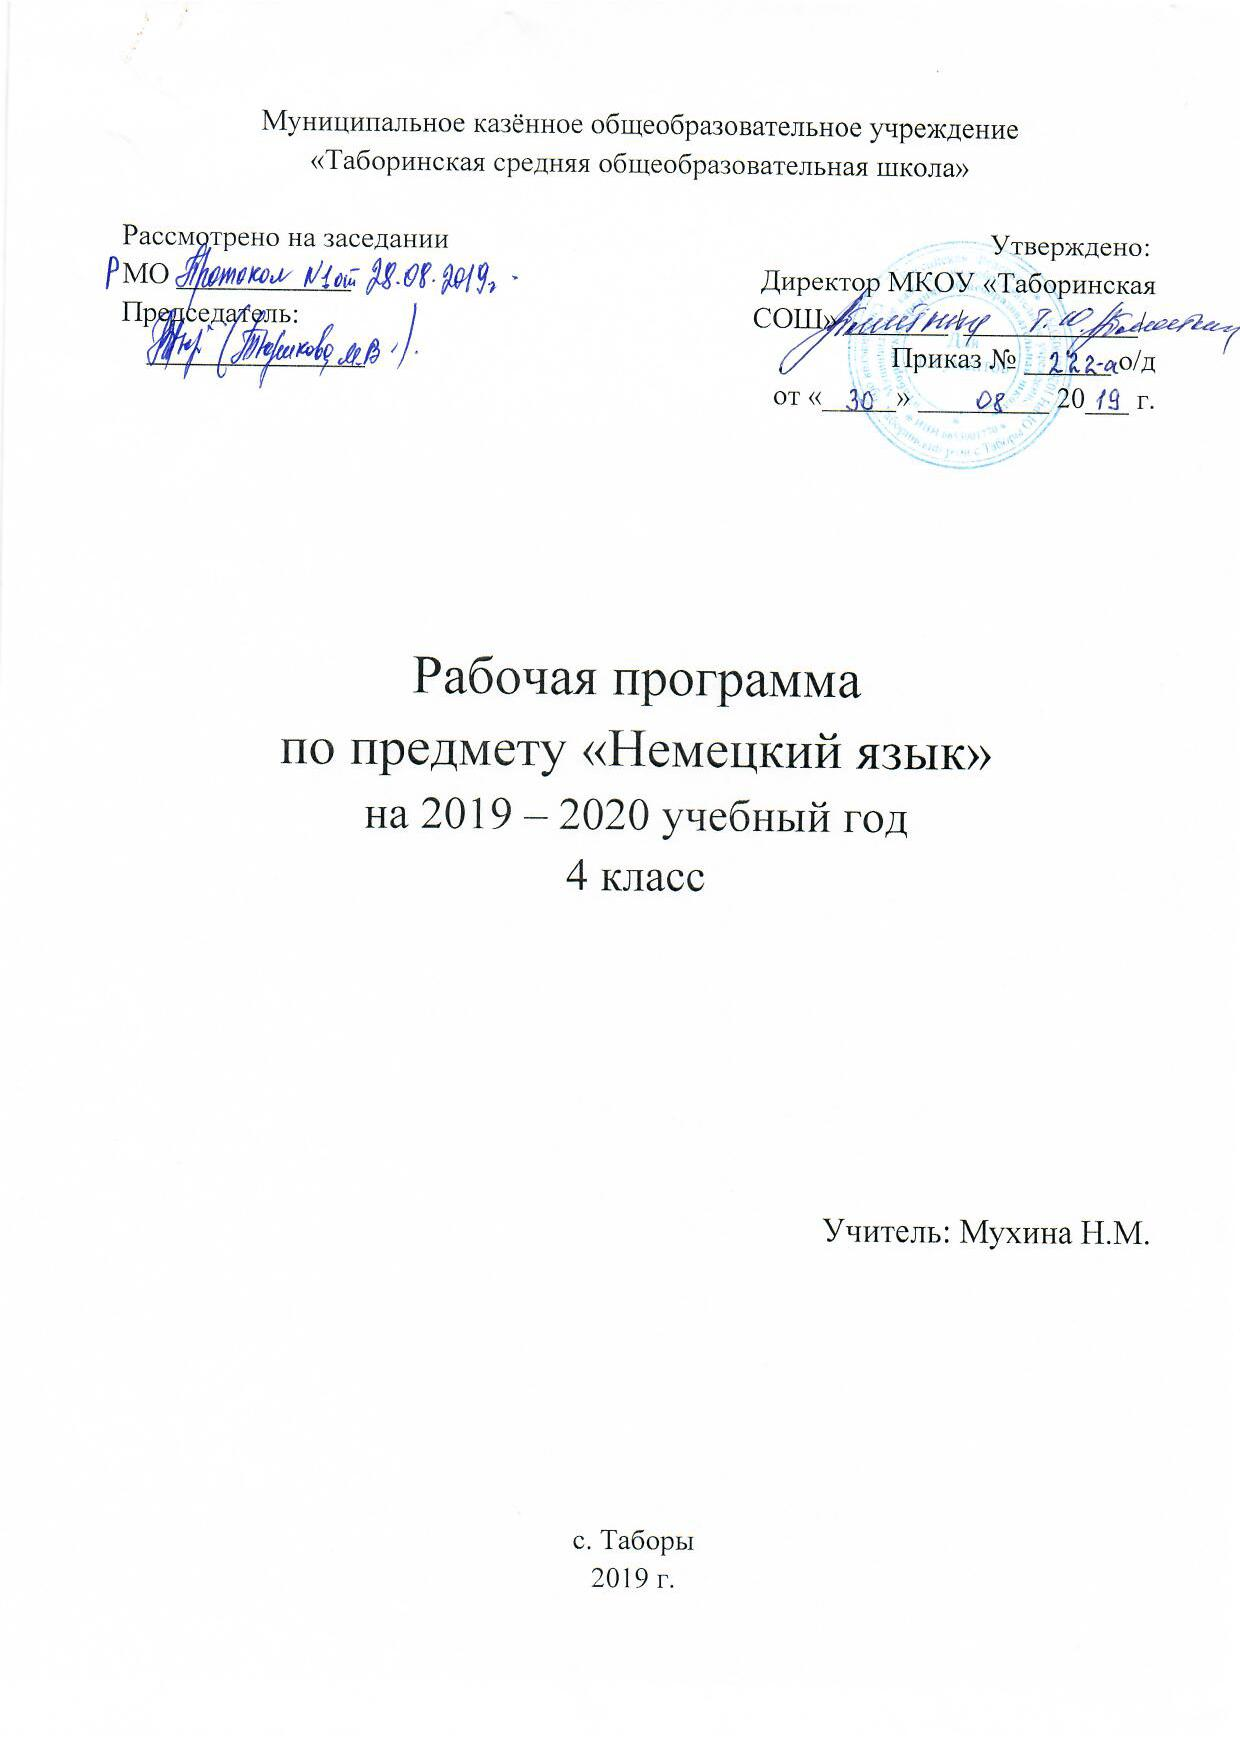 Муниципальное казённое общеобразовательное учреждение
«Таборинская средняя общеобразовательная школа»
Рассмотрено на заседании
РМО Протокол №1 от 28.08.2019г.
Председатель:
Утверждено:
Директор МКОУ «Таборинская
СОШ» Т.Ю.
Приказ № 222-а о/д
от «30» 08 2019 г.
Рабочая программа
по предмету «Немецкий язык»
на 2019 – 2020 учебный год
4 класс
Учитель: Мухина Н.М.
с. Таборы
2019 г.